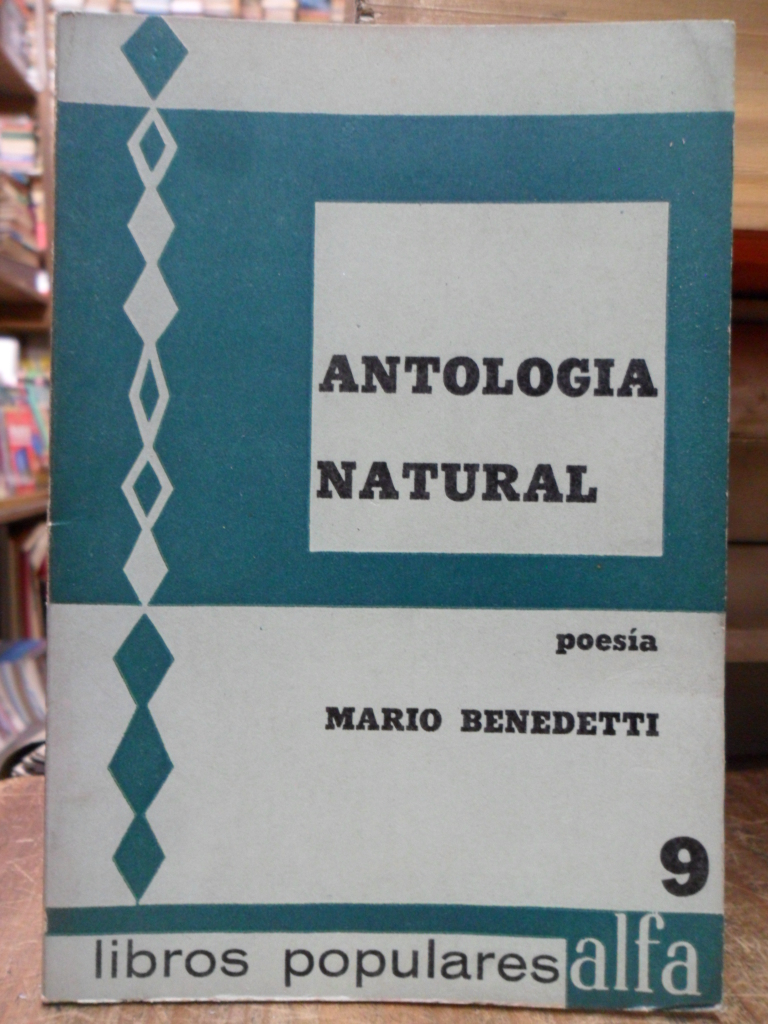 ANTOLOGIA
NATURAL
poesía
MARIO BENEDETTI
9
libros populares alfa